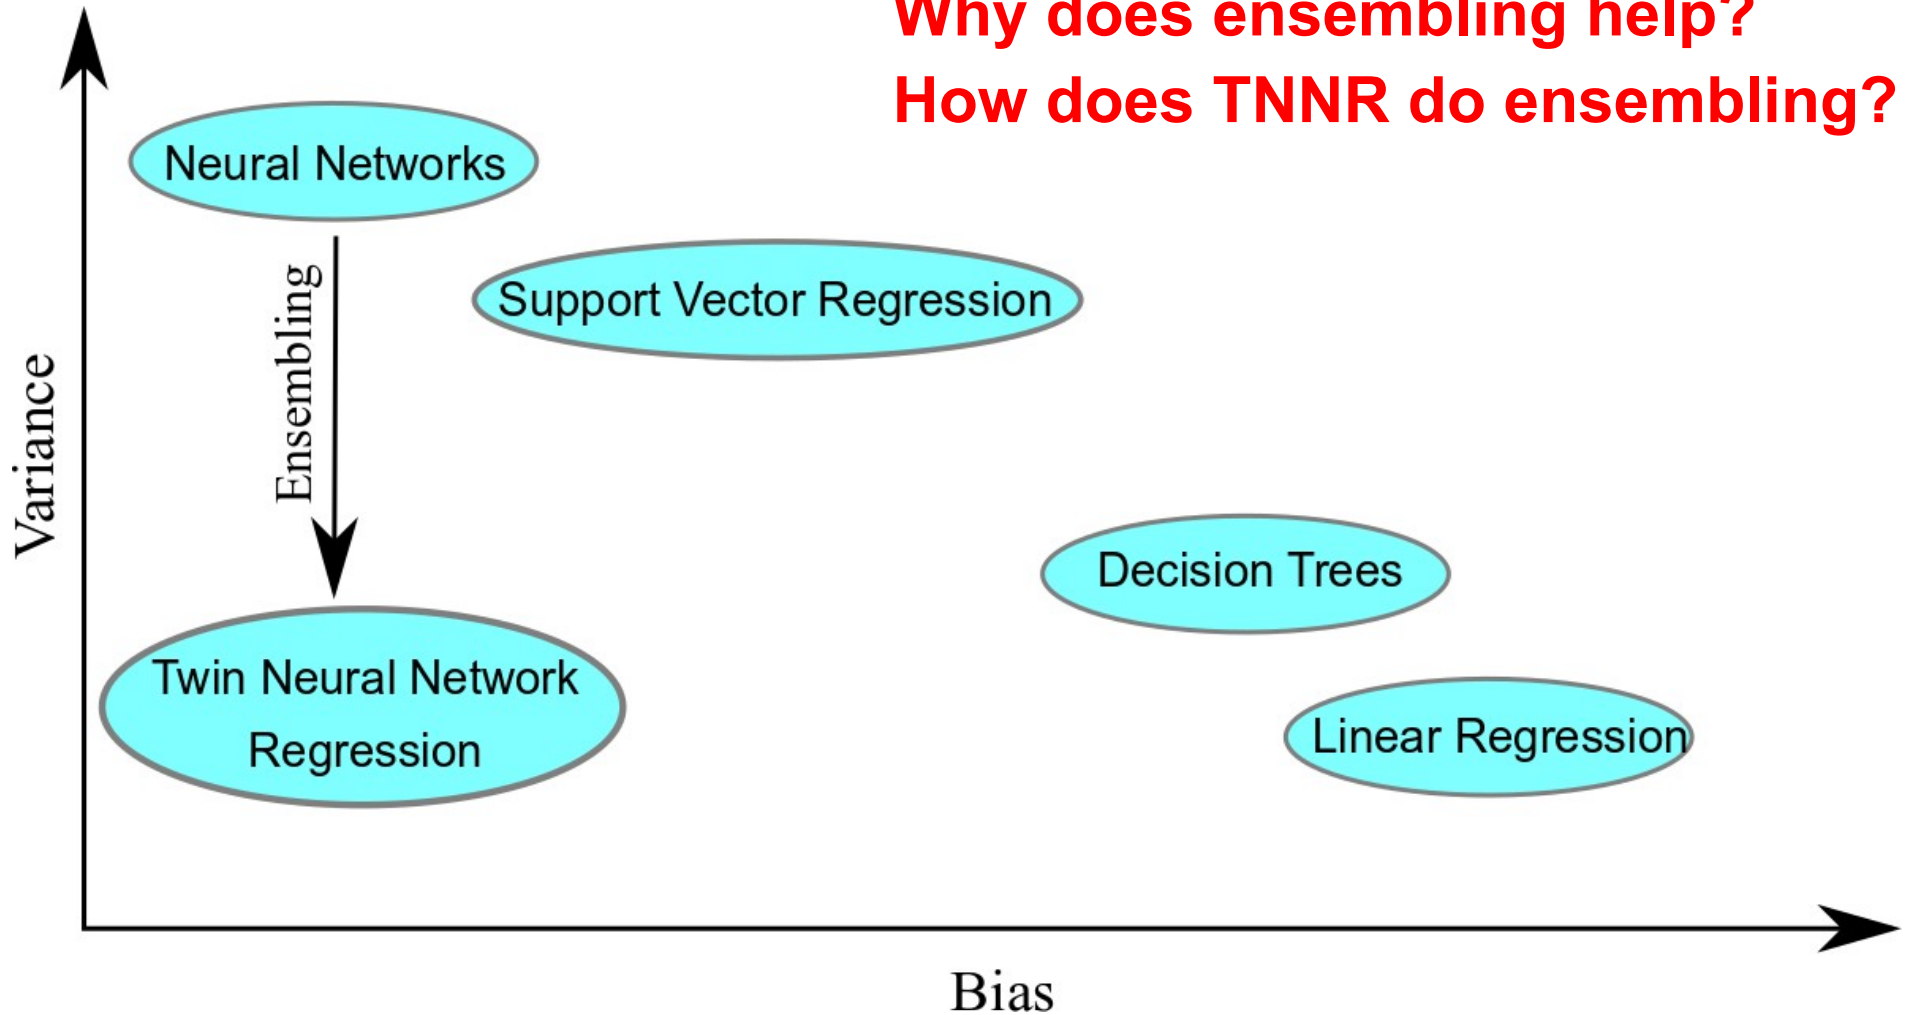 Why does ensembling help?
How does TNNR do ensembling?
Neural Networks
Support Vector Regression
Ensembling
Variance
Decision Trees
Twin Neural Network
Regression
Linear Regression
Bias